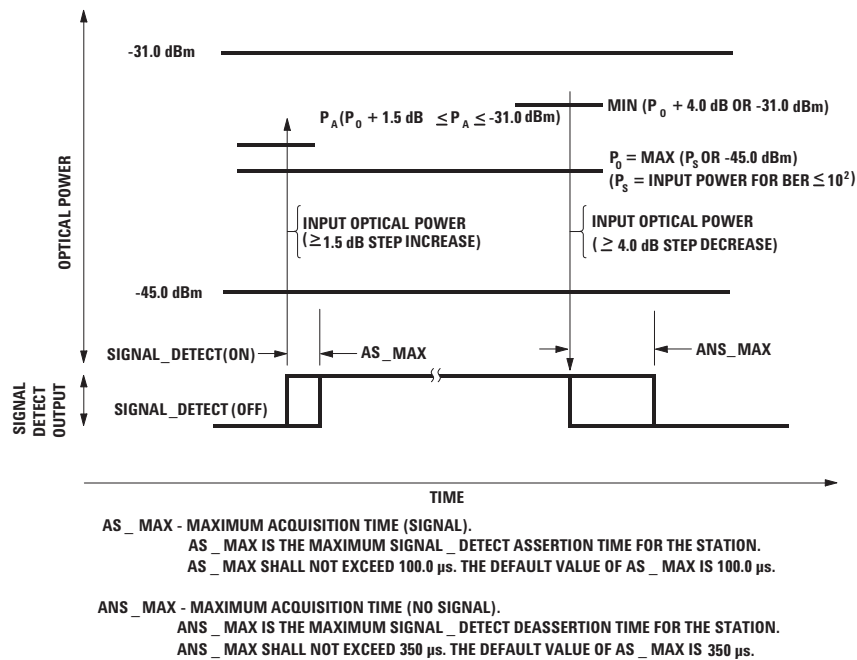 -31.0 dBm
MIN (P0 + 4.0 dB OR -31.0 dBm)
PA(P0 + 1.5 dB ≤ PA ≤ -31.0 dBm)
P0 = MAX (PS OR -45.0 dBm)
(PS = INPUT POWER FOR BER ≤ 10²)
OPTICAL POWER
INPUT OPTICAL POWER
(≥ 1.5 dB STEP INCREASE)
INPUT OPTICAL POWER
(≥ 4.0 dB STEP DECREASE)
-45.0 dBm
SIGNAL_DETECT(ON)
AS_MAX
ANS_MAX
SIGNAL
DETECT
OUTPUT
SIGNAL_DETECT (OFF)
TIME
AS _ MAX - MAXIMUM ACQUISITION TIME (SIGNAL).
AS _ MAX IS THE MAXIMUM SIGNAL _ DETECT ASSERTION TIME FOR THE STATION.
AS _ MAX SHALL NOT EXCEED 100.0 µs. THE DEFAULT VALUE OF AS _ MAX IS 100.0 µs.
ANS _ MAX - MAXIMUM ACQUISITION TIME (NO SIGNAL).
ANS _ MAX IS THE MAXIMUM SIGNAL _ DETECT DEASSERTION TIME FOR THE STATION.
ANS _ MAX SHALL NOT EXCEED 350 µs. THE DEFAULT VALUE OF AS _ MAX IS 350 µs.